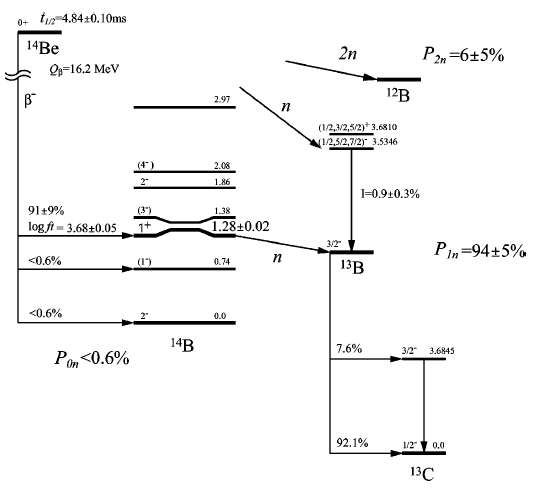 0+ t1/2=4.84±0.10ms
14Be
Qβ=16.2 MeV
β-
2n
P2n=6±5%
12B
n
2.97
(1/2,3/2,5/2)+ 3.6810
(1/2,5/2,7/2)- 3.5346
(4-) 2.08
2- 1.86
I=0.9±0.3%
91±9%
(3-) 1.38
logft = 3.68±0.05
1+ 1.28±0.02
n
3/2- 13B
P1n=94±5%
<0.6%
(1-) 0.74
<0.6%
2- 0.0
14B
P0n<0.6%
7.6%
3/2- 3.6845
92.1%
1/2- 0.0
13C